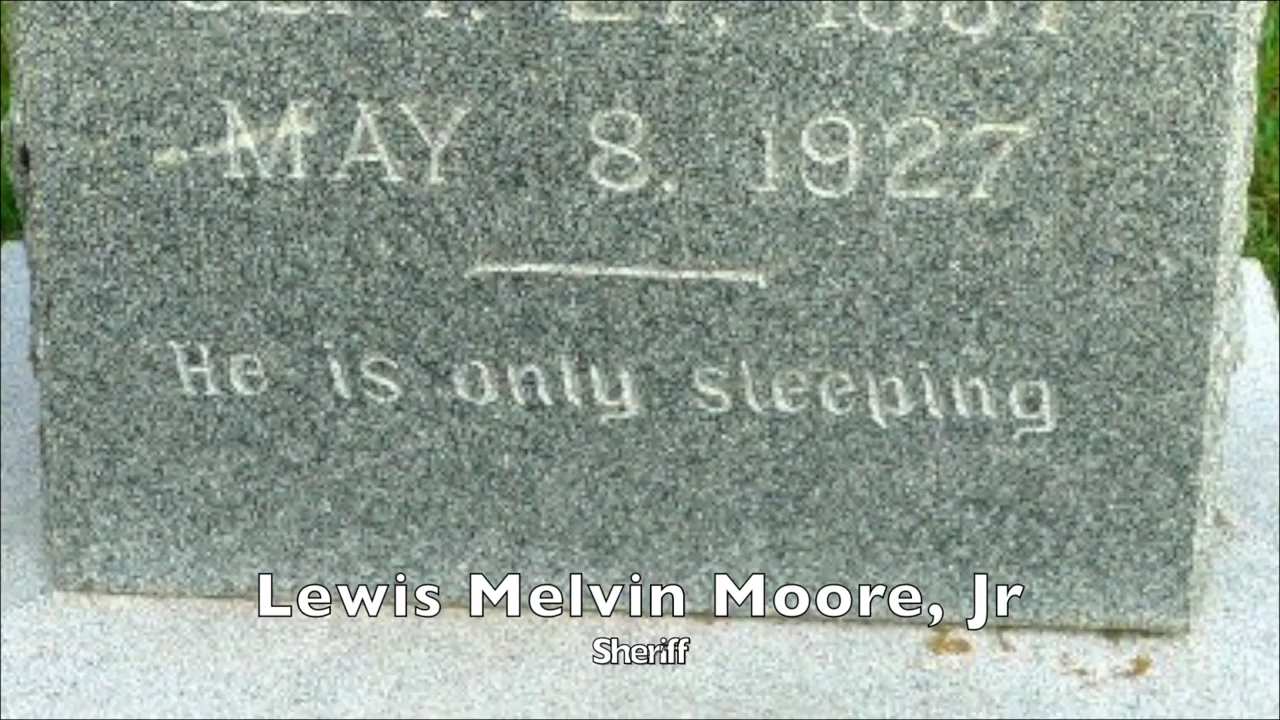 MAY 8. 1927
He is only sleeping
Lewis Melvin Moore, Jr
Sheriff